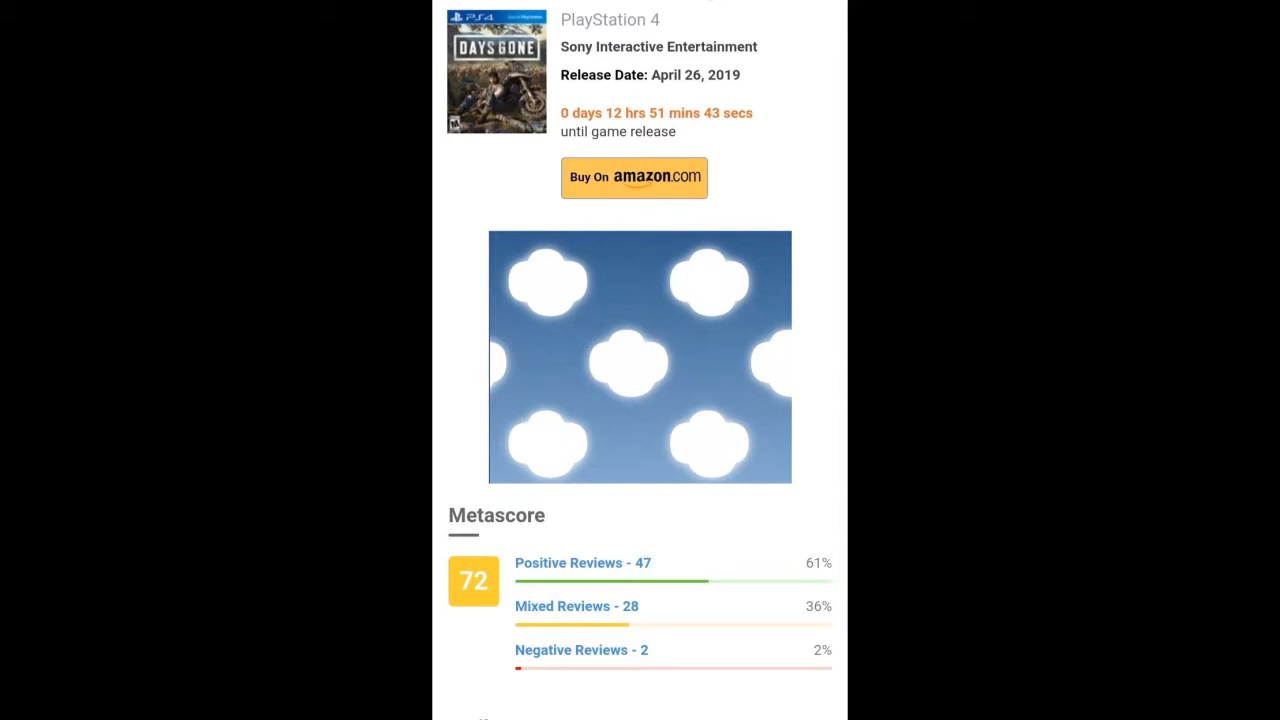 PS4
DAYS GONE
PlayStation 4
Sony Interactive Entertainment
Release Date: April 26, 2019
0 days 12 hrs 51 mins 43 secs
until game release
Buy On amazon.com
Metascore
72
Positive Reviews - 47
61%
Mixed Reviews - 28
36%
Negative Reviews - 2
2%